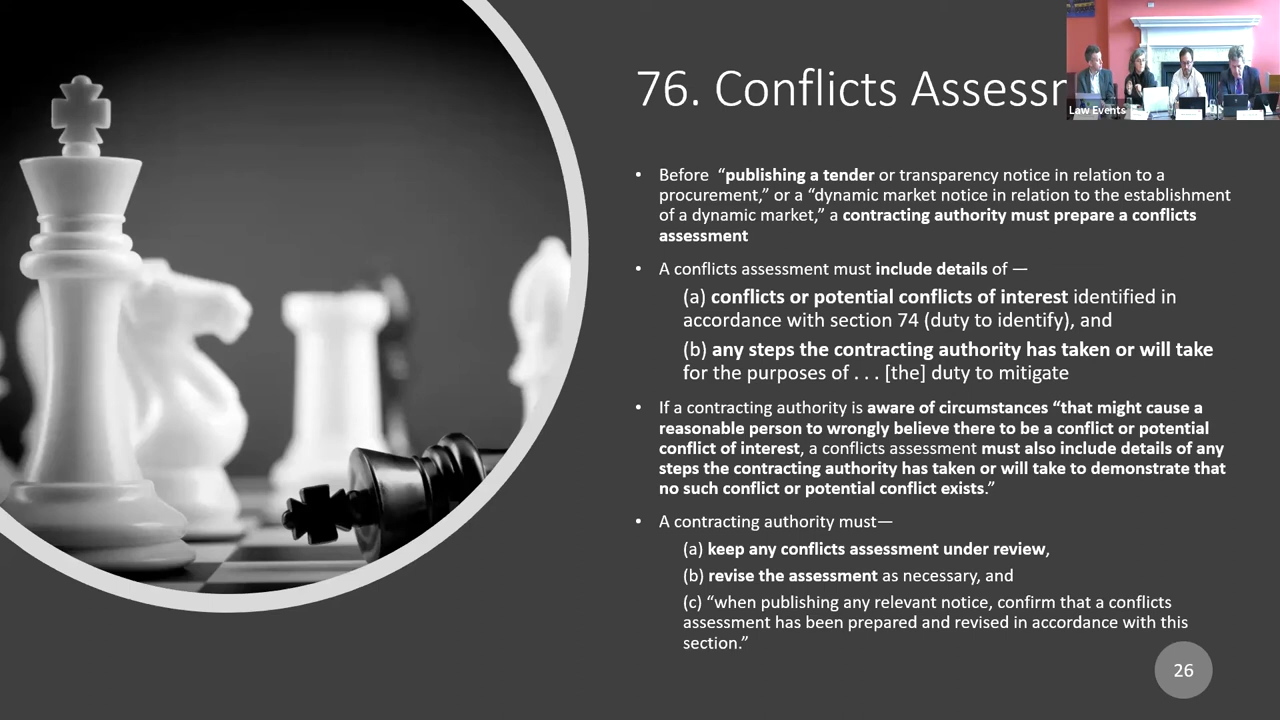 76. Conflicts Assess
Law Events
• Before “publishing a tender or transparency notice in relation to a
procurement,” or a “dynamic market notice in relation to the establishment
of a dynamic market,” a contracting authority must prepare a conflicts
assessment
• A conflicts assessment must include details of —
(a) conflicts or potential conflicts of interest identified in
accordance with section 74 (duty to identify), and
(b) any steps the contracting authority has taken or will take
for the purposes of . . . [the] duty to mitigate
• If a contracting authority is aware of circumstances “that might cause a
reasonable person to wrongly believe there to be a conflict or potential
conflict of interest, a conflicts assessment must also include details of any
steps the contracting authority has taken or will take to demonstrate that
no such conflict or potential conflict exists.”
• A contracting authority must—
(a) keep any conflicts assessment under review,
(b) revise the assessment as necessary, and
(c) “when publishing any relevant notice, confirm that a conflicts
assessment has been prepared and revised in accordance with this
section.”
26